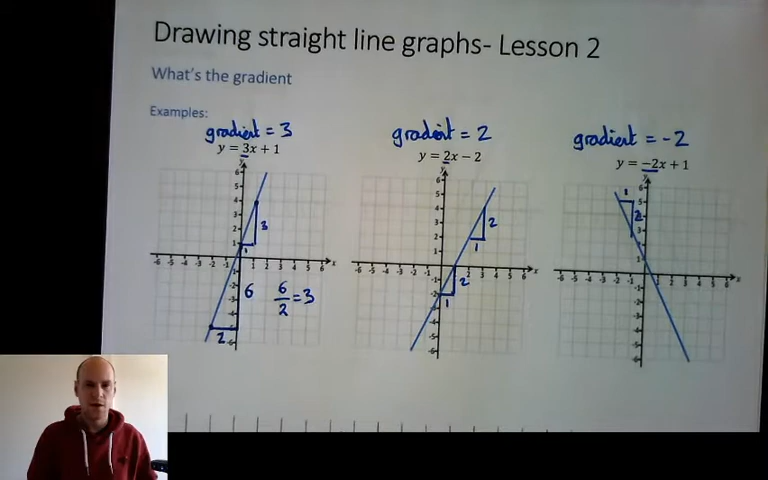 Drawing straight line graphs- Lesson 2
What's the gradient
Examples:
gradient = 3
y = 3x + 1
gradient = 2
y = 2x − 2
gradient = -2
y = −2x + 1
3
1
6
6/2 = 3
2
2
1
2
1
1
2